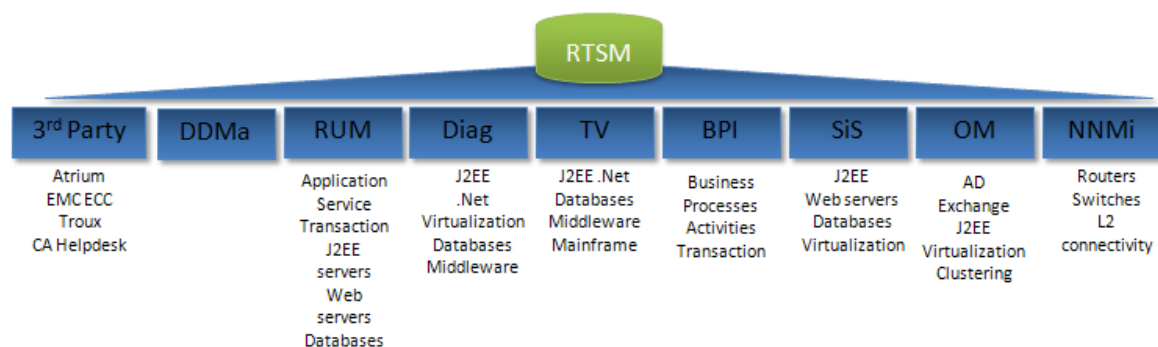 RTSM
3rd Party
DDMa
RUM
Diag
TV
BPI
SiS
OM
NNMi
Atrium
EMC ECC
Troux
CA Helpdesk
Application
Service
Transaction
J2EE
servers
Web
servers
Databases
J2EE
.Net
Virtualization
Databases
Middleware
J2EE .Net
Databases
Middleware
Mainframe
Business
Processes
Activities
Transaction
J2EE
Web servers
Databases
Virtualization
AD
Exchange
J2EE
Virtualization
Clustering
Routers
Switches
L2
connectivity